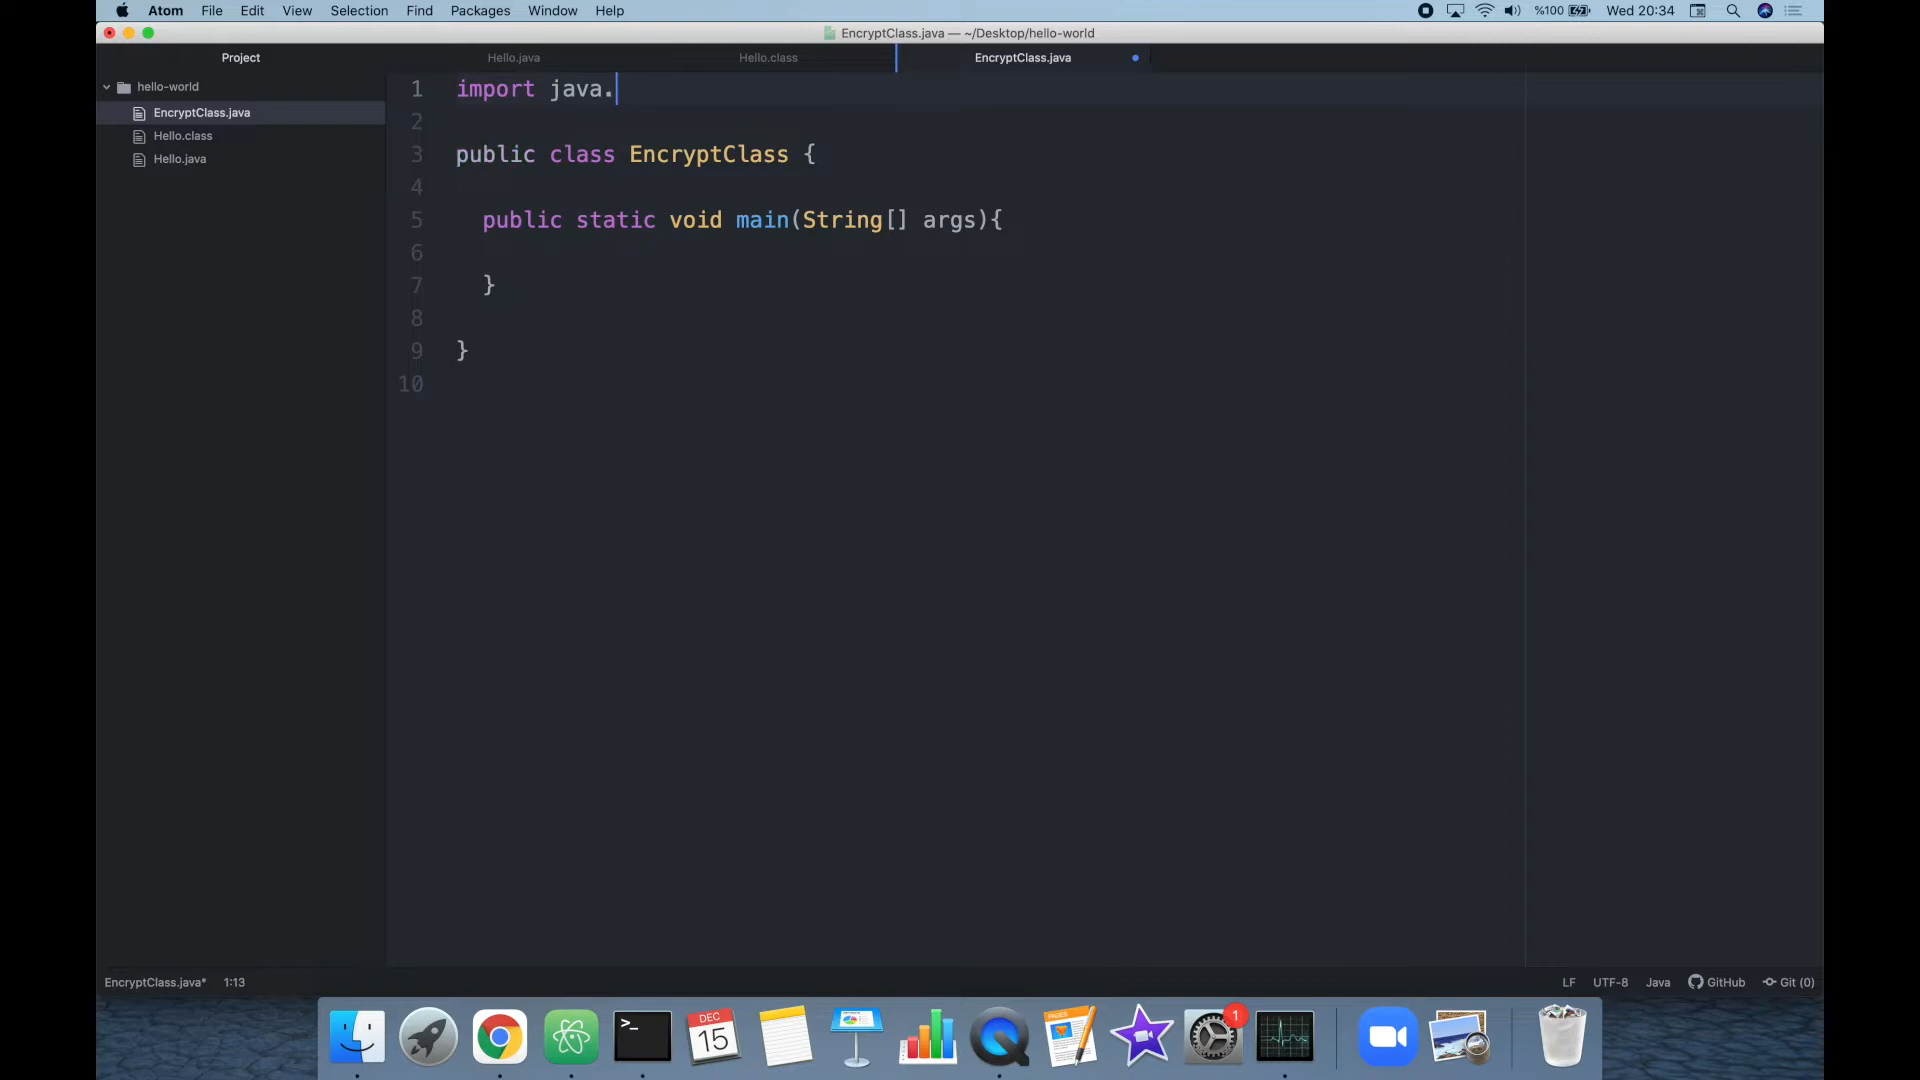 Atom File Edit View Selection Find Packages Window Help %100 Wed 20:34
EncryptClass.java — ~/Desktop/hello-world
Project Hello.java Hello.class EncryptClass.java
hello-world
EncryptClass.java
Hello.class
Hello.java
1 import java.
2
3 public class EncryptClass {
4
5 public static void main(String[] args){
6
7 }
8
9 }
10
EncryptClass.java* 1:13 LF UTF-8 Java GitHub Git (0)
>_
DEC
15
PAGES
1